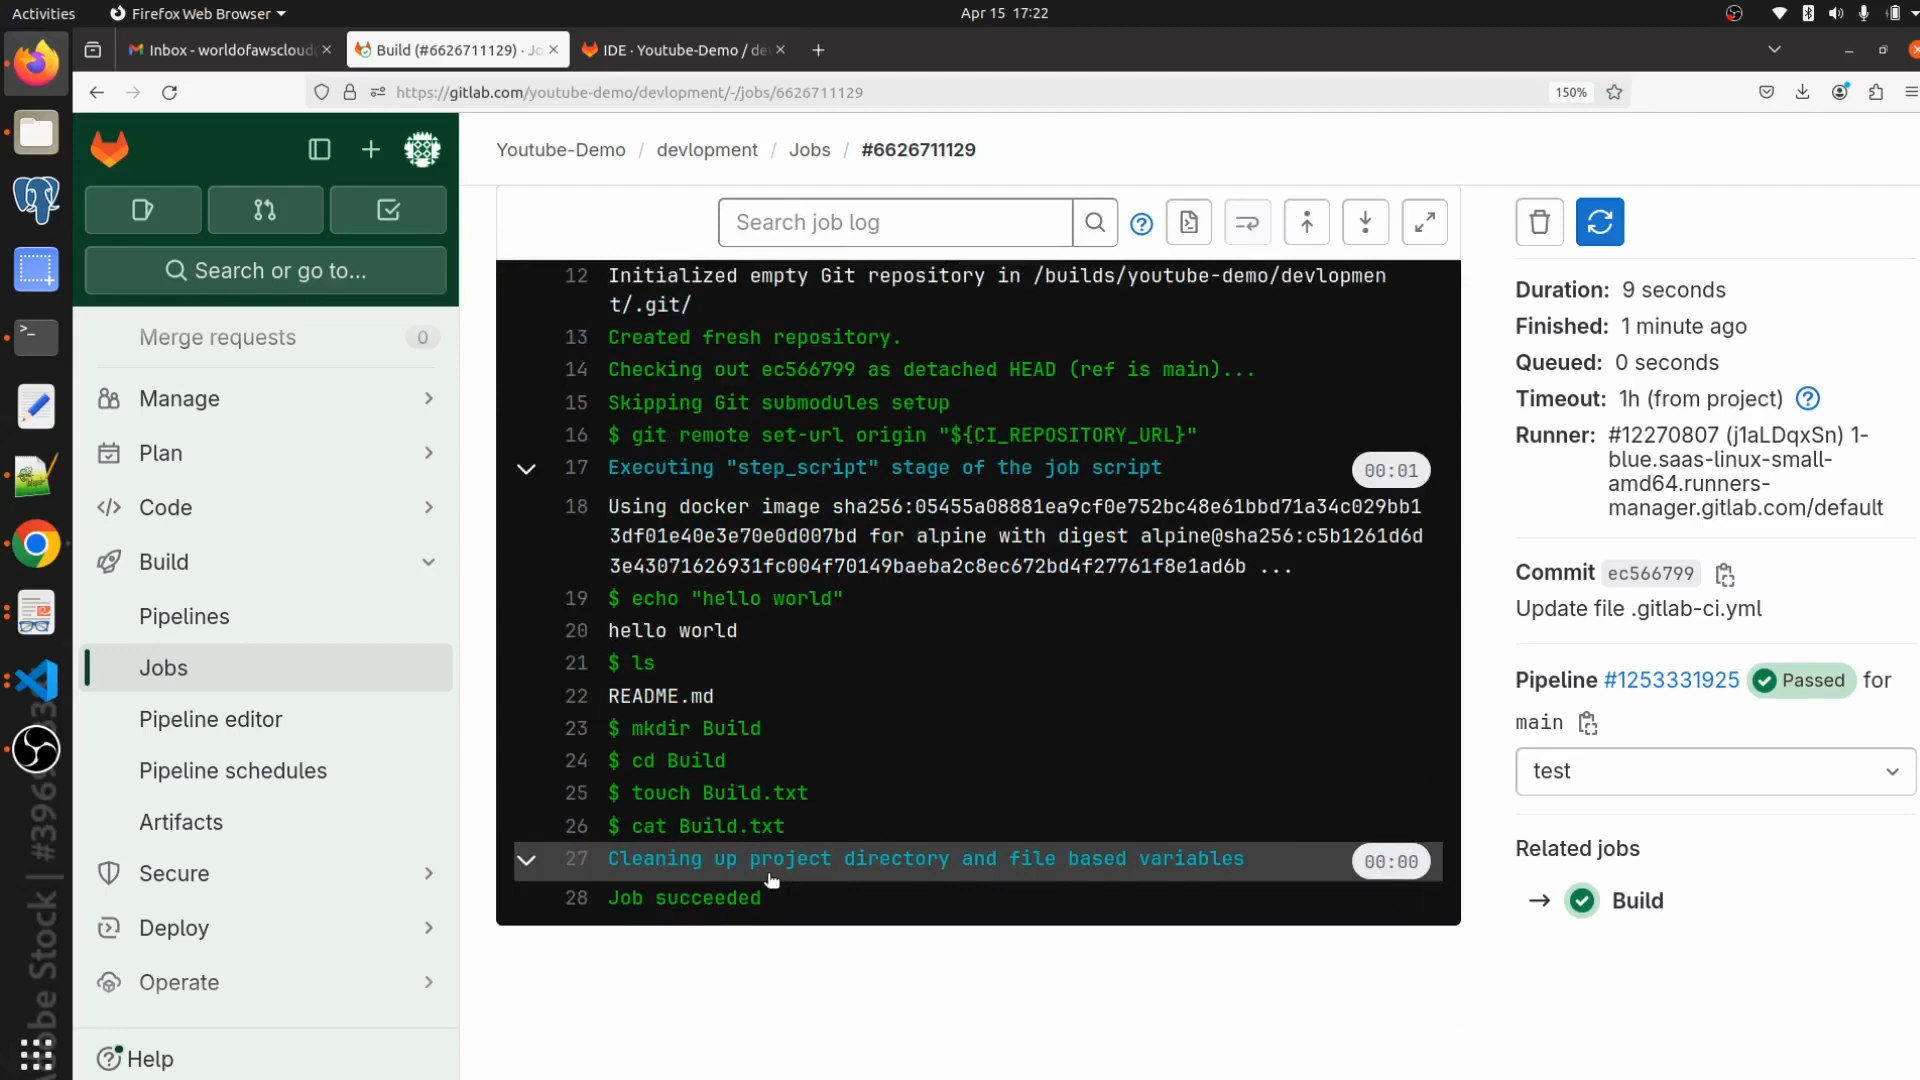 Activities
Firefox Web Browser
Apr 15 17:22
Inbox - worldofawscloud
Build (#6626711129) · Jo
IDE · Youtube-Demo / de
https://gitlab.com/youtube-demo/devlopment/-/jobs/6626711129
150%
Youtube-Demo / devlopment / Jobs / #6626711129
Search or go to...
Merge requests 0
Manage
Plan
Code
Build
Pipelines
Jobs
Pipeline editor
Pipeline schedules
Artifacts
Secure
Deploy
Operate
Help
Search job log
12 Initialized empty Git repository in /builds/youtube-demo/devlopmen
t/.git/
13 Created fresh repository.
14 Checking out ec566799 as detached HEAD (ref is main)...
15 Skipping Git submodules setup
16 $ git remote set-url origin "${CI_REPOSITORY_URL}"
17 Executing "step_script" stage of the job script 00:01
18 Using docker image sha256:05455a08881ea9cf0e752bc48e61bbd71a34c029bb1
3df01e40e3e70e0d007bd for alpine with digest alpine@sha256:c5b1261d6d
3e43071626931fc004f70149baeba2c8ec672bd4f27761f8e1ad6b ...
19 $ echo "hello world"
20 hello world
21 $ ls
22 README.md
23 $ mkdir Build
24 $ cd Build
25 $ touch Build.txt
26 $ cat Build.txt
27 Cleaning up project directory and file based variables 00:00
28 Job succeeded
Duration: 9 seconds
Finished: 1 minute ago
Queued: 0 seconds
Timeout: 1h (from project)
Runner: #12270807 (j1aLDqxSn) 1-
blue.saas-linux-small-
amd64.runners-
manager.gitlab.com/default
Commit ec566799
Update file .gitlab-ci.yml
Pipeline #1253331925 Passed for
main
test
Related jobs
Build